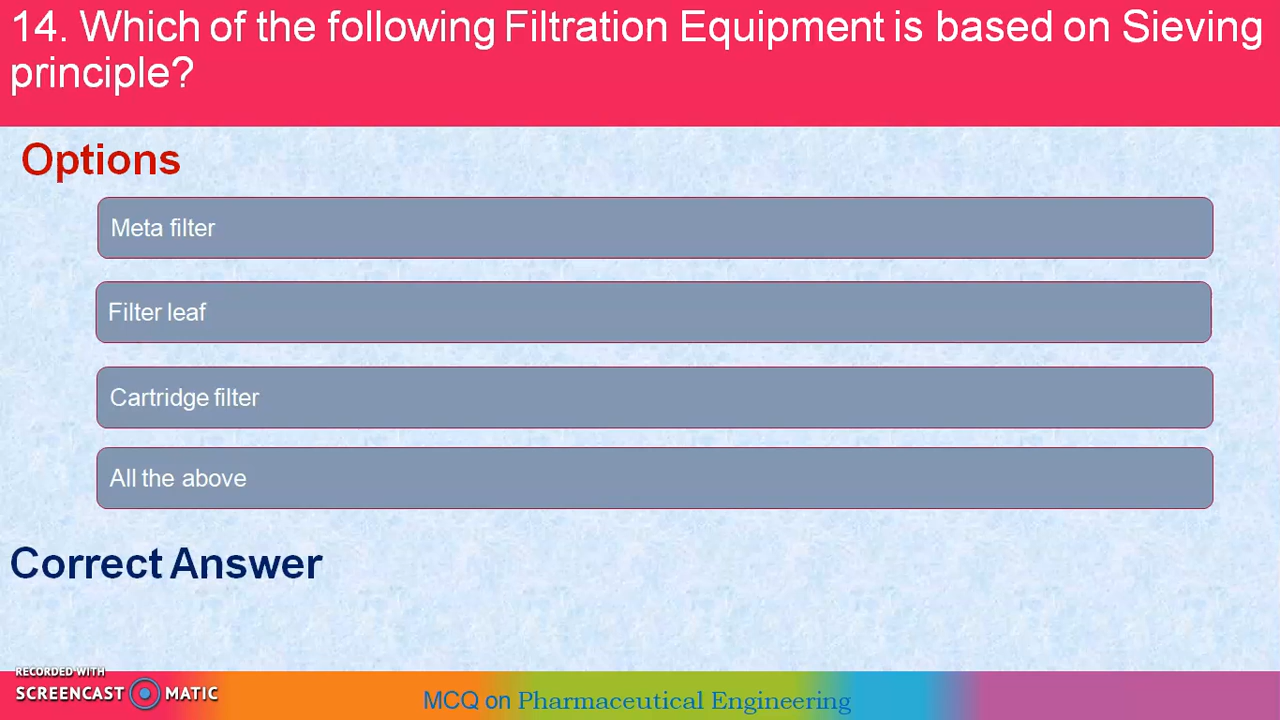 14. Which of the following Filtration Equipment is based on Sieving
principle?
Options
Meta filter
Filter leaf
Cartridge filter
All the above
Correct Answer
RECORDED WITH
SCREENCAST MATIC
MCQ on Pharmaceutical Engineering